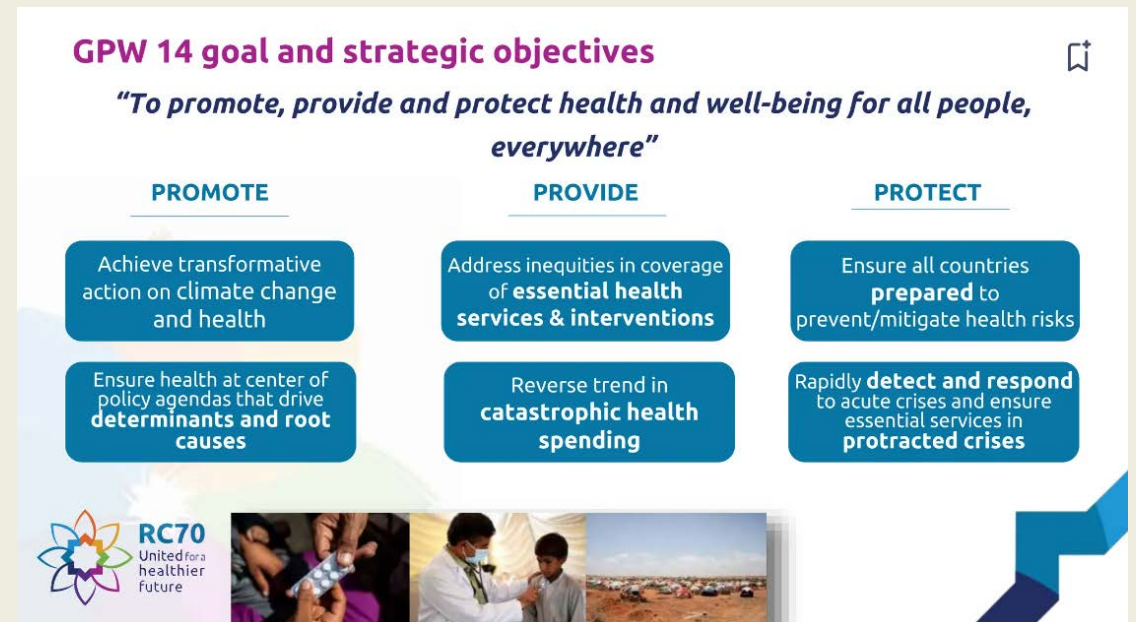 GPW 14 goal and strategic objectives
“To promote, provide and protect health and well-being for all people,
everywhere”
PROMOTE
Achieve transformative
action on climate change
and health
Ensure health at center of
policy agendas that drive
determinants and root
causes
PROVIDE
Address inequities in coverage
of essential health
services & interventions
Reverse trend in
catastrophic health
spending
PROTECT
Ensure all countries
prepared to
prevent/mitigate health risks
Rapidly detect and respond
to acute crises and ensure
essential services in
protracted crises
RC70
United for a
healthier
future